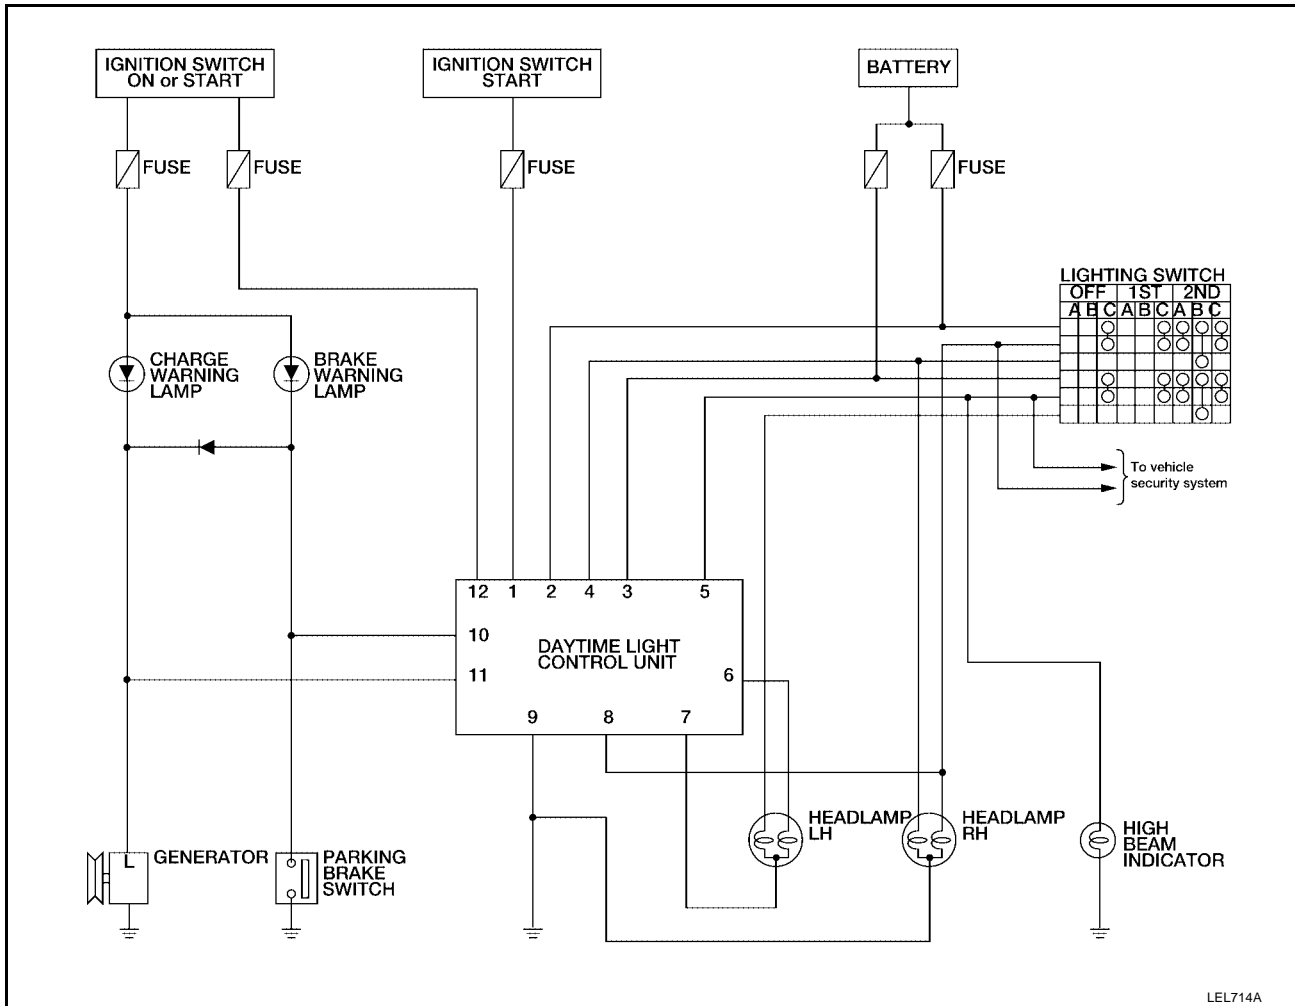 IGNITION SWITCH
ON or START
IGNITION SWITCH
START
BATTERY
FUSE
FUSE
FUSE
FUSE
LIGHTING SWITCH
OFF 1ST 2ND
A B C A B C A B C
CHARGE
WARNING
LAMP
BRAKE
WARNING
LAMP
To vehicle
security system
12 1 2 4 3 5
10
DAYTIME LIGHT
CONTROL UNIT
11
6
9 8 7
HEADLAMP
LH
HEADLAMP
RH
HIGH
BEAM
INDICATOR
L
GENERATOR
PARKING
BRAKE
SWITCH
LEL714A